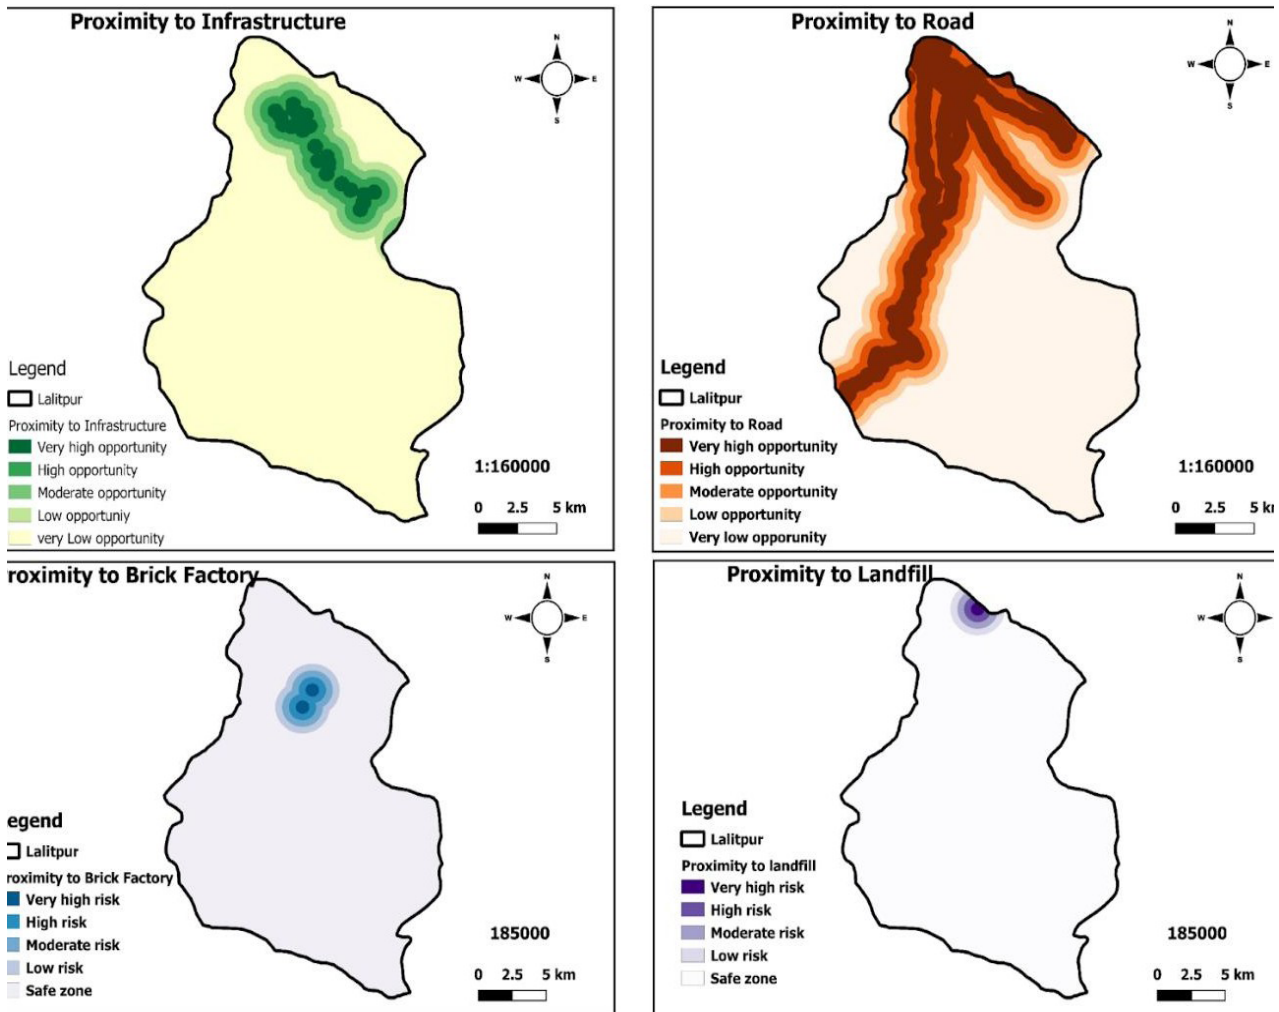 Proximity to Infrastructure
N
W
E
S
Legend
Lalitpur
Proximity to Infrastructure
Very high opportunity
High opportunity
Moderate opportunity
Low opportuniy
very Low opportunity
1:160000
0 2.5 5 km
Proximity to Road
N
W
E
S
Legend
Lalitpur
Proximity to Road
Very high opportunity
High opportunity
Moderate opportunity
Low opportunity
Very low opporunity
1:160000
0 2.5 5 k
roximity to Brick Factory
N
W
E
S
egend
Lalitpur
roximity to Brick Factory
Very high risk
High risk
Moderate risk
Low risk
Safe zone
185000
0 2.5 5 km
Proximity to Landfill
N
W
S
Legend
Lalitpur
Proximity to landfill
Very high risk
High risk
Moderate risk
Low risk
Safe zone
185000
0 2.5 5 km